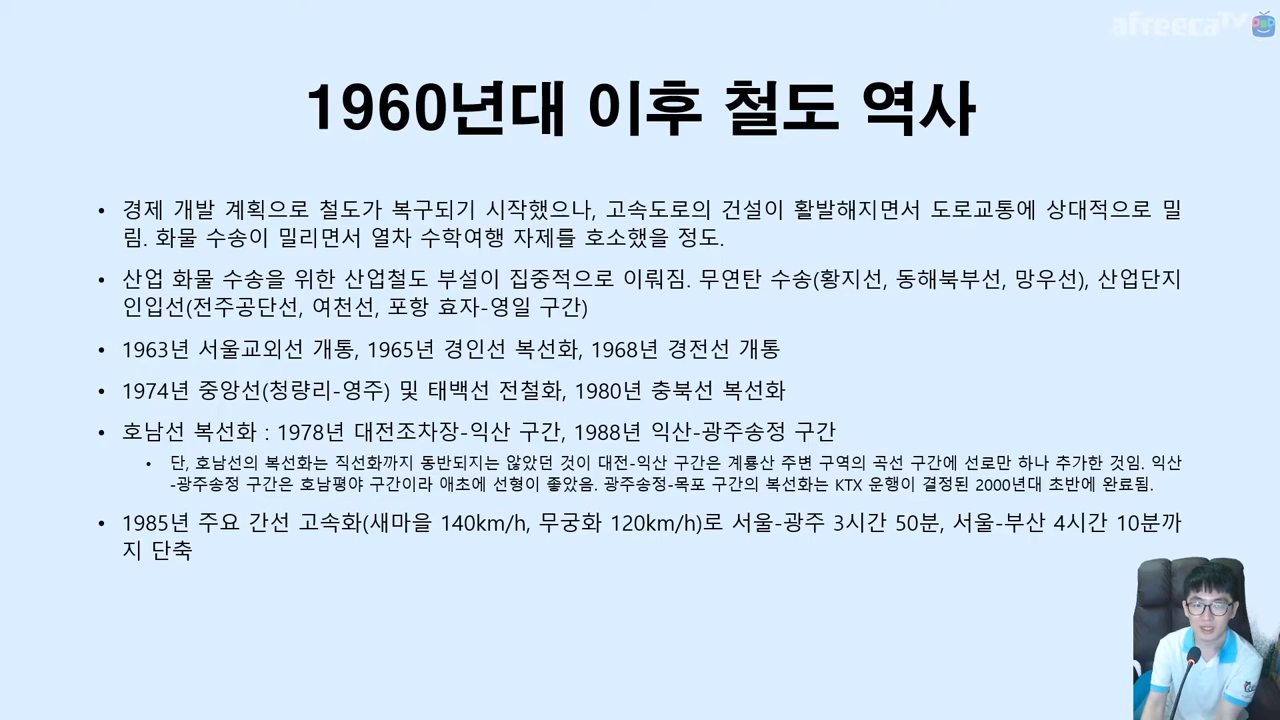 afreecaTV
1960년대 이후 철도 역사
• 경제 개발 계획으로 철도가 복구되기 시작했으나, 고속도로의 건설이 활발해지면서 도로교통에 상대적으로 밀
림. 화물 수송이 밀리면서 열차 수학여행 자제를 호소했을 정도.
• 산업 화물 수송을 위한 산업철도 부설이 집중적으로 이뤄짐. 무연탄 수송(황지선, 동해북부선, 망우선), 산업단지
인입선(전주공단선, 여천선, 포항 효자-영일 구간)
• 1963년 서울교외선 개통, 1965년 경인선 복선화, 1968년 경전선 개통
• 1974년 중앙선(청량리-영주) 및 태백선 전철화, 1980년 충북선 복선화
• 호남선 복선화 : 1978년 대전조차장-익산 구간, 1988년 익산-광주송정 구간
• 단, 호남선의 복선화는 직선화까지 동반되지는 않았던 것이 대전-익산 구간은 계룡산 주변 구역의 곡선 구간에 선로만 하나 추가한 것임. 익산
-광주송정 구간은 호남평야 구간이라 애초에 선형이 좋았음. 광주송정-목포 구간의 복선화는 KTX 운행이 결정된 2000년대 초반에 완료됨.
• 1985년 주요 간선 고속화(새마을 140km/h, 무궁화 120km/h)로 서울-광주 3시간 50분, 서울-부산 4시간 10분까
지 단축